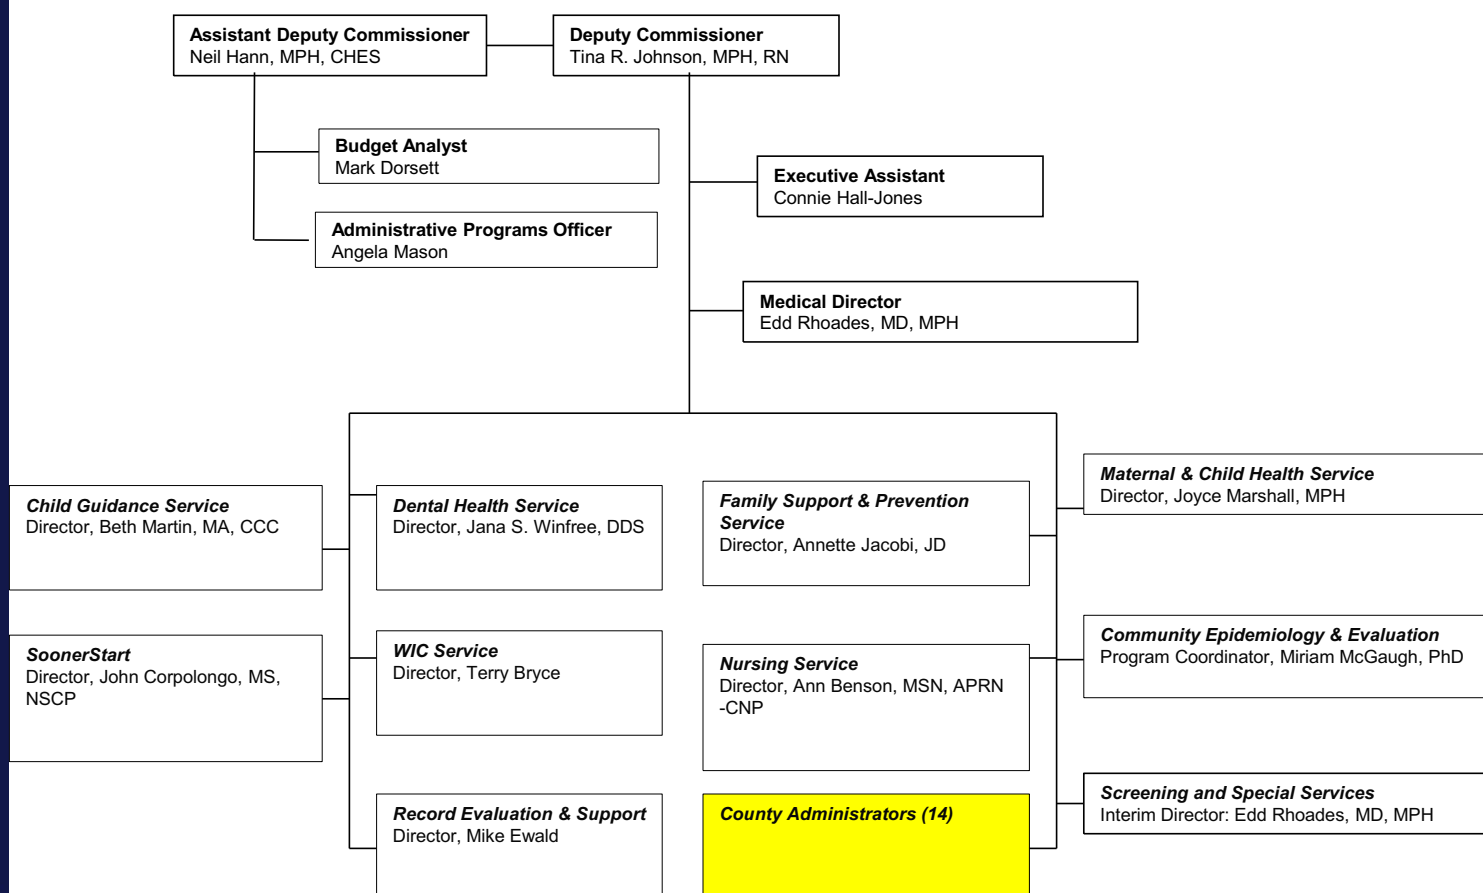 Assistant Deputy Commissioner
Neil Hann, MPH, CHES
Deputy Commissioner
Tina R. Johnson, MPH, RN
Budget Analyst
Mark Dorsett
Executive Assistant
Connie Hall-Jones
Administrative Programs Officer
Angela Mason
Medical Director
Edd Rhoades, MD, MPH
Child Guidance Service
Director, Beth Martin, MA, CCC
Dental Health Service
Director, Jana S. Winfree, DDS
Family Support & Prevention
Service
Director, Annette Jacobi, JD
Maternal & Child Health Service
Director, Joyce Marshall, MPH
SoonerStart
Director, John Corpolongo, MS,
NSCP
WIC Service
Director, Terry Bryce
Nursing Service
Director, Ann Benson, MSN, APRN
-CNP
Community Epidemiology & Evaluation
Program Coordinator, Miriam McGaugh, PhD
Record Evaluation & Support
Director, Mike Ewald
County Administrators (14)
Screening and Special Services
Interim Director: Edd Rhoades, MD, MPH